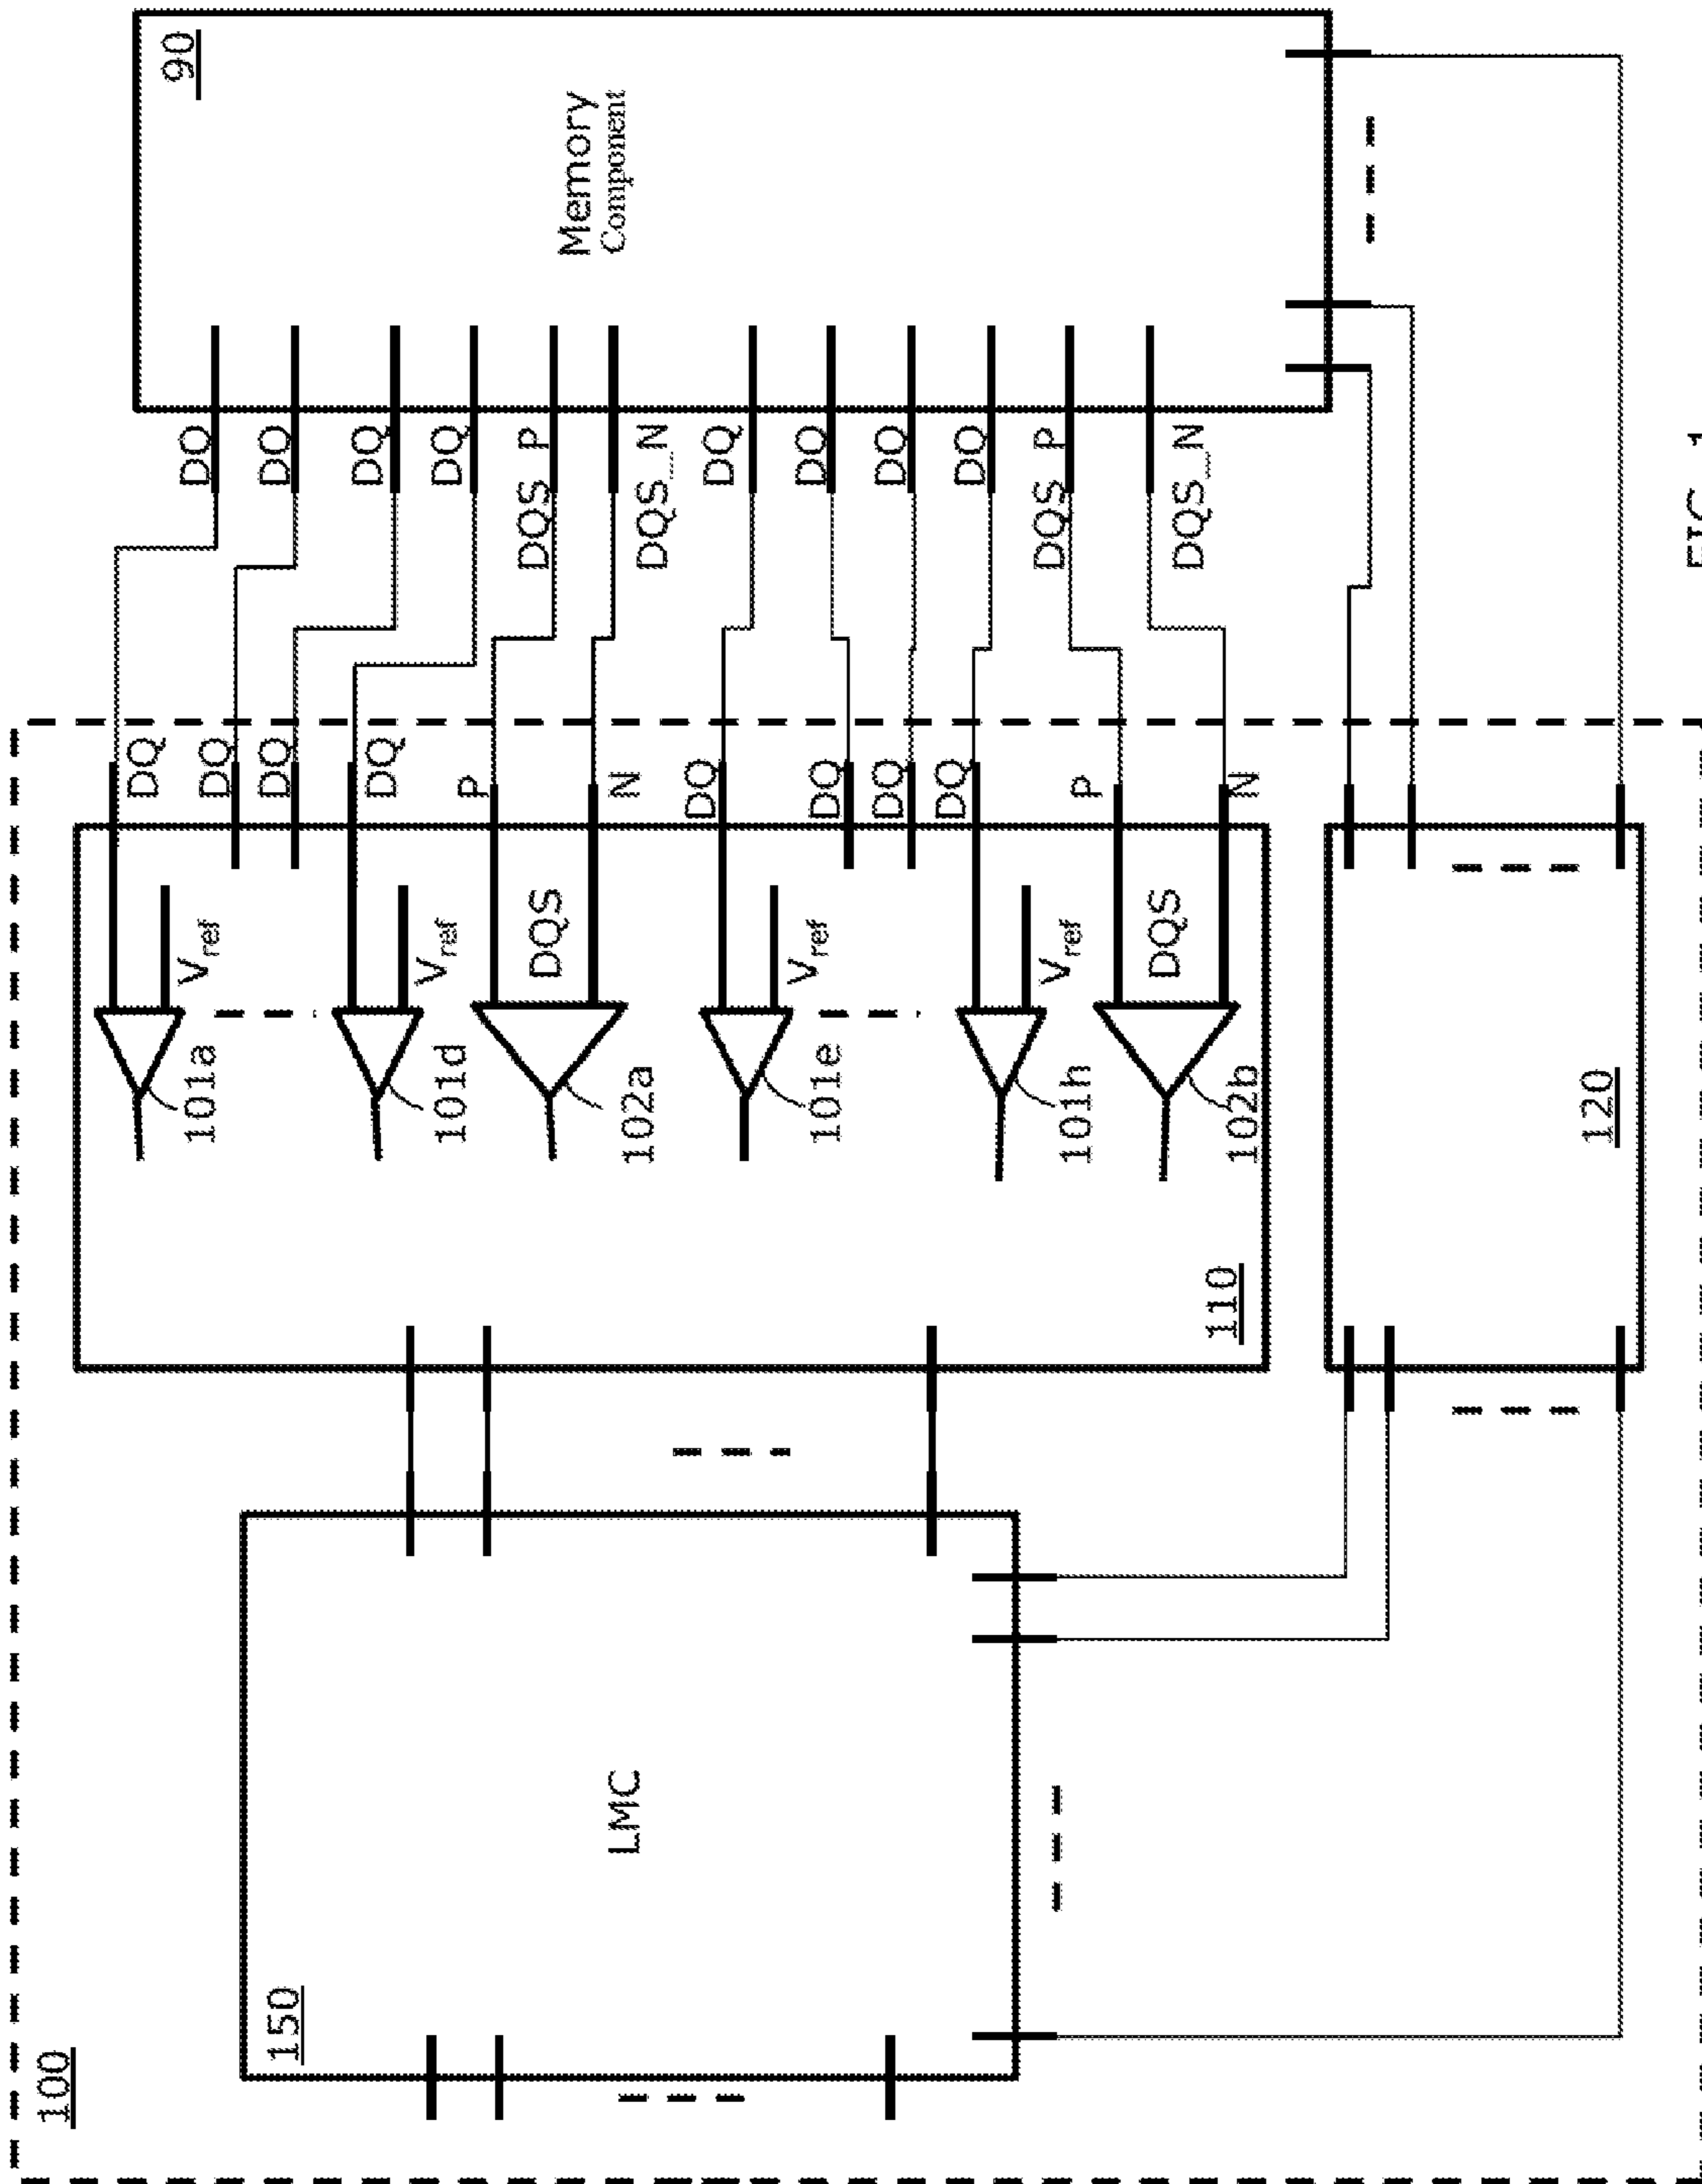 100
150
LMC
110
120
101a
101d
102a
101e
101h
102b
Vref
Vref
DQS
Vref
Vref
DQS
DQ
DQ
DQ
DQ
P
N
DQ
DQ
DQ
DQ
P
N
DQ
DQ
DQ
DQ
DQS_P
DQS_N
DQ
DQ
DQ
DQ
DQS_P
DQS_N
90
Memory
Component
FIG. 1